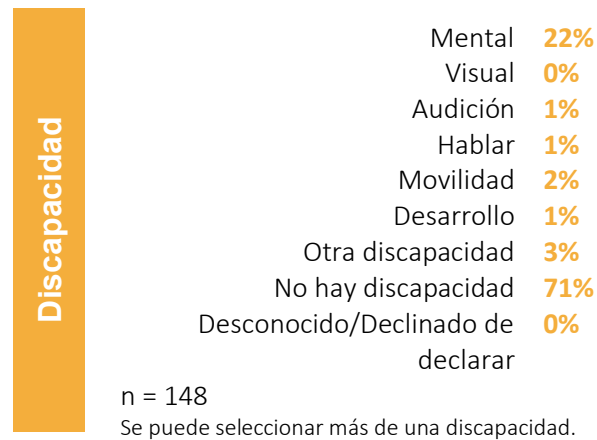 Discapacidad
Mental 22%
Visual 0%
Audición 1%
Hablar 1%
Movilidad 2%
Desarrollo 1%
Otra discapacidad 3%
No hay discapacidad 71%
Desconocido/Declinado de 0%
declarar
n = 148
Se puede seleccionar más de una discapacidad.